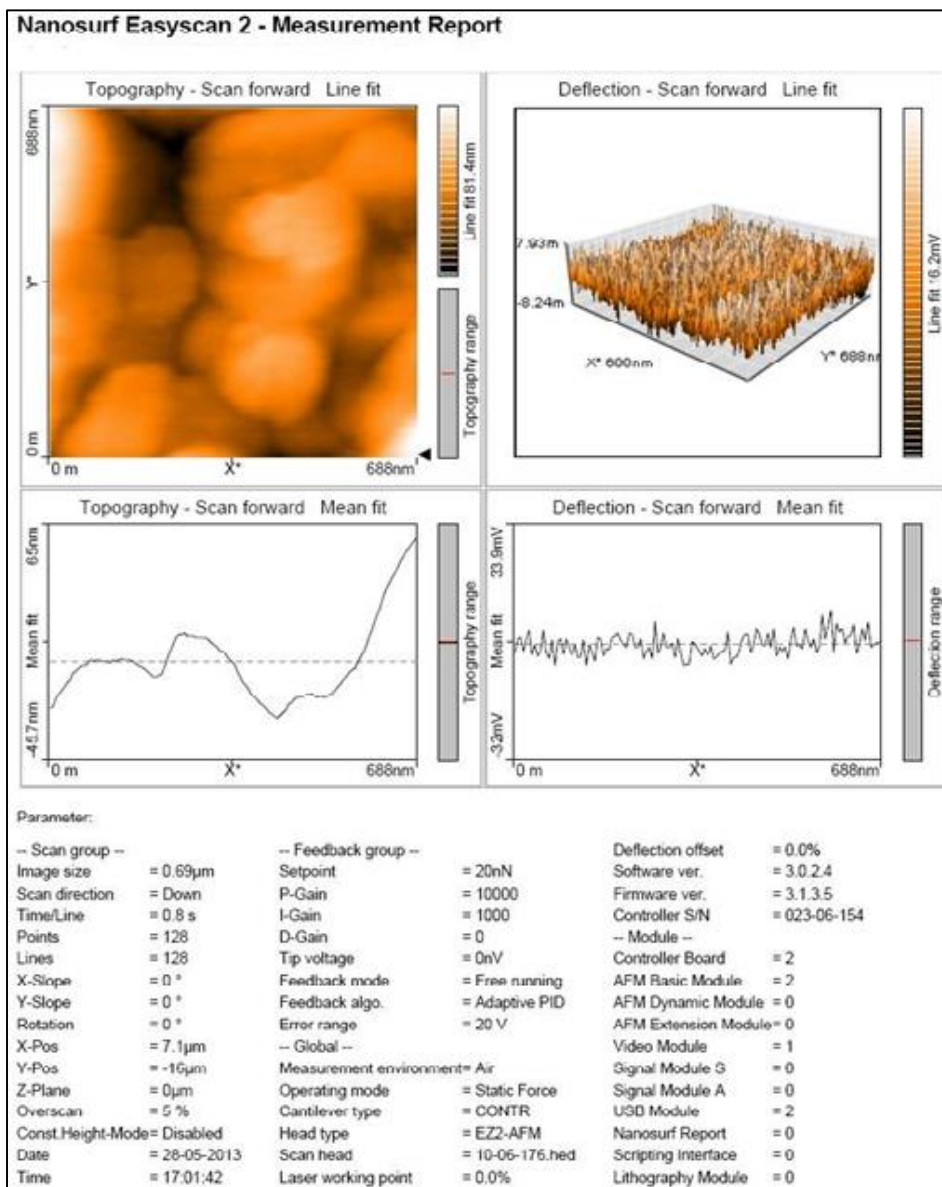 Nanosurf Easyscan 2 - Measurement Report
Topography - Scan forward Line fit
688nm
Y*
0 m
0 m
X*
688nm
Line fit 81.4nm
Topography range
Deflection - Scan forward Line fit
7.93m
-8.24m
X* 600nm
Y* 688nm
Line fit 16.2mV
Topography - Scan forward Mean fit
65nm
Mean fit
-45.7nm
0 m
X*
688nm
Topography range
Deflection - Scan forward Mean fit
33.9mV
Mean fit
-32mV
0 m
X*
688nm
Deflection range
Parameter:
-- Scan group --
Image size = 0.69µm
Scan direction = Down
Time/Line = 0.8 s
Points = 128
Lines = 128
X-Slope = 0 °
Y-Slope = 0 °
Rotation = 0 °
X-Pos = 7.1µm
Y-Pos = -16µm
Z-Plane = 0µm
Overscan = 5 %
Const.Height-Mode= Disabled
Date = 28-05-2013
Time = 17:01:42
-- Feedback group --
Setpoint = 20nN
P-Gain = 10000
I-Gain = 1000
D-Gain = 0
Tip voltage = 0nV
Feedback mode = Free running
Feedback algo. = Adaptive PID
Error range = 20 V
-- Global --
Measurement environment= Air
Operating mode = Static Force
Cantilever type = CONTR
Head type = EZ2-AFM
Scan head = 10-06-176.hed
Laser working point = 0.0%
Deflection offset = 0.0%
Software ver. = 3.0.2.4
Firmware ver. = 3.1.3.5
Controller S/N = 023-06-154
-- Module --
Controller Board = 2
AFM Basic Module = 2
AFM Dynamic Module = 0
AFM Extension Module= 0
Video Module = 1
Signal Module S = 0
Signal Module A = 0
USB Module = 2
Nanosurf Report = 0
Scripting Interface = 0
Lithography Module = 0